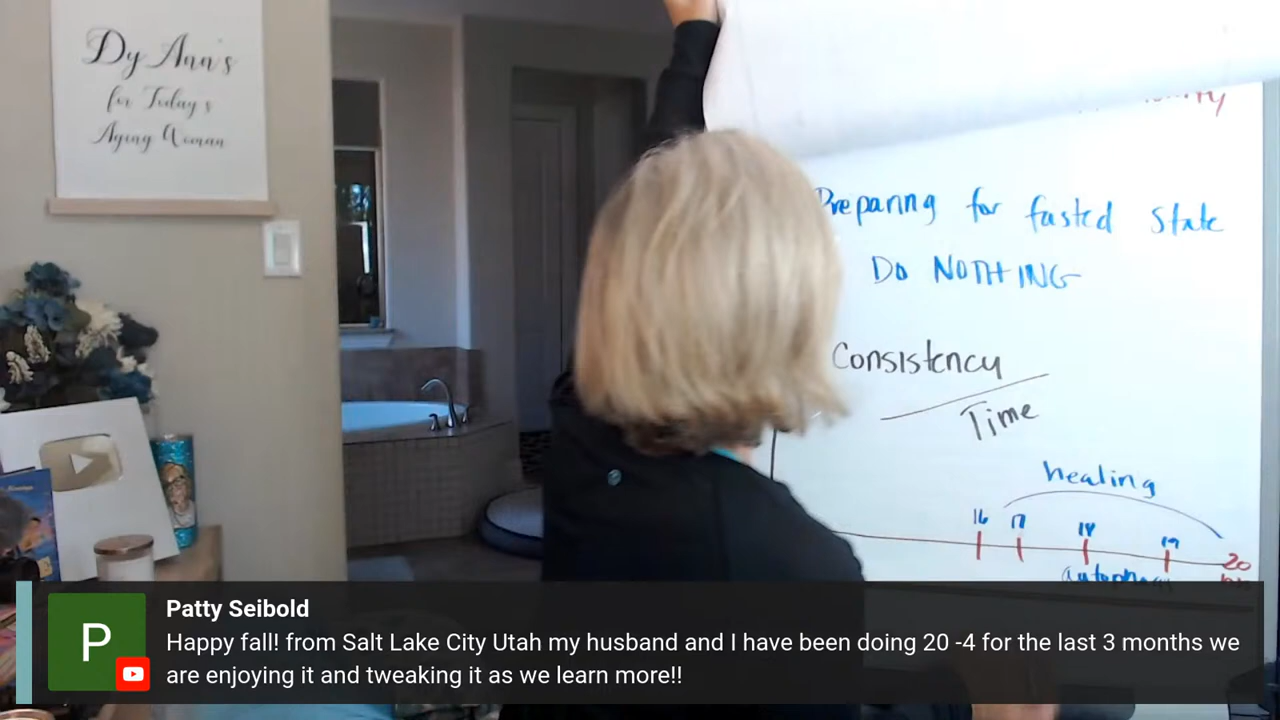 DyAnn's
for Today's
Aging Woman
Preparing for fasted State
DO NOTHING
Consistency
Time
healing
16 17 18 19 20
P
Patty Seibold
Happy fall! from Salt Lake City Utah my husband and I have been doing 20 -4 for the last 3 months we
are enjoying it and tweaking it as we learn more!!